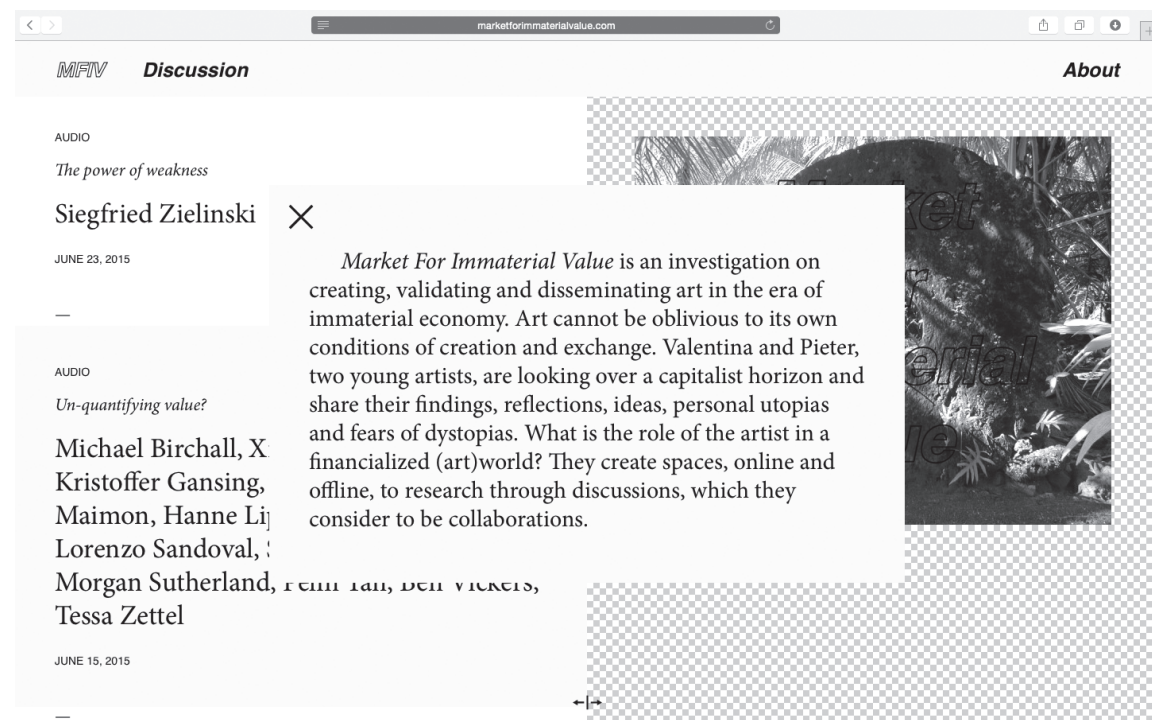 marketforimmaterialvalue.com
MFIV Discussion About
AUDIO
The power of weakness
Siegfried Zielinski
JUNE 23, 2015
—
AUDIO
Un-quantifying value?
Michael Birchall,
Kristoffer Gansing,
Maimon, Hanne
Lorenzo Sandoval,
Morgan Sutherland, Penn Tan, Ben Vickers,
Tessa Zettel
JUNE 15, 2015
—
Market For Immaterial Value is an investigation on
creating, validating and disseminating art in the era of
immaterial economy. Art cannot be oblivious to its own
conditions of creation and exchange. Valentina and Pieter,
two young artists, are looking over a capitalist horizon and
share their findings, reflections, ideas, personal utopias
and fears of dystopias. What is the role of the artist in a
financialized (art)world? They create spaces, online and
offline, to research through discussions, which they
consider to be collaborations.